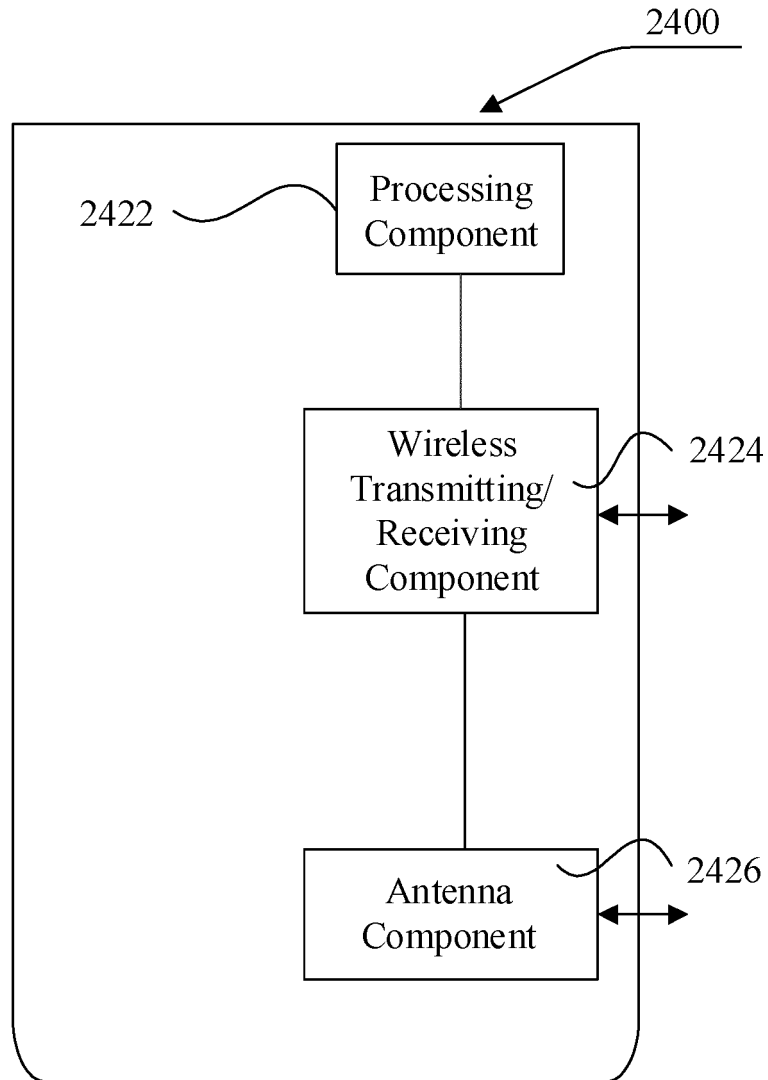 2400
Processing
Component
2422
Wireless
Transmitting/
Receiving
Component
2424
Antenna
Component
2426